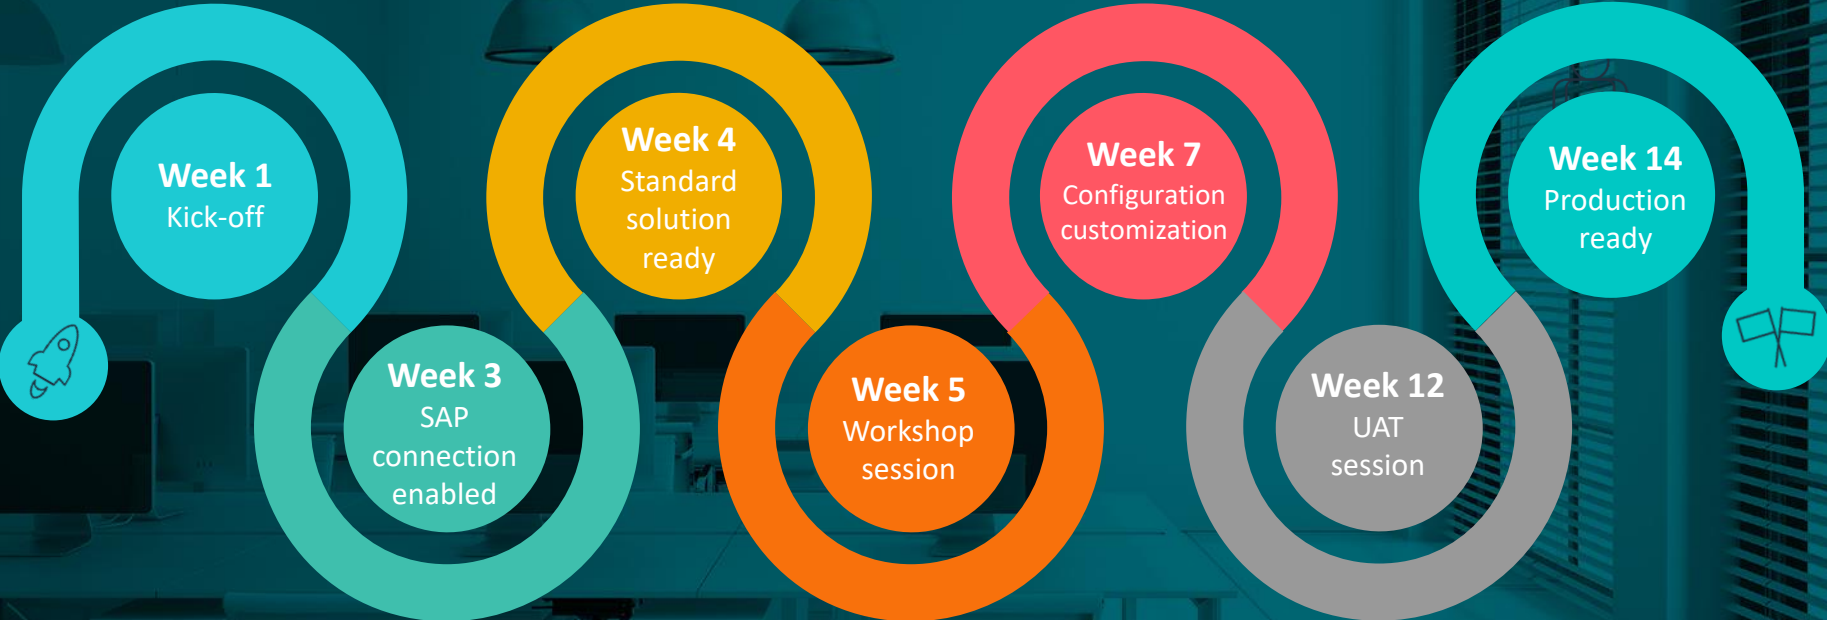 Week 1
Kick-off
Week 3
SAP
connection
enabled
Week 4
Standard
solution
ready
Week 5
Workshop
session
Week 7
Configuration
customization
Week 12
UAT
session
Week 14
Production
ready